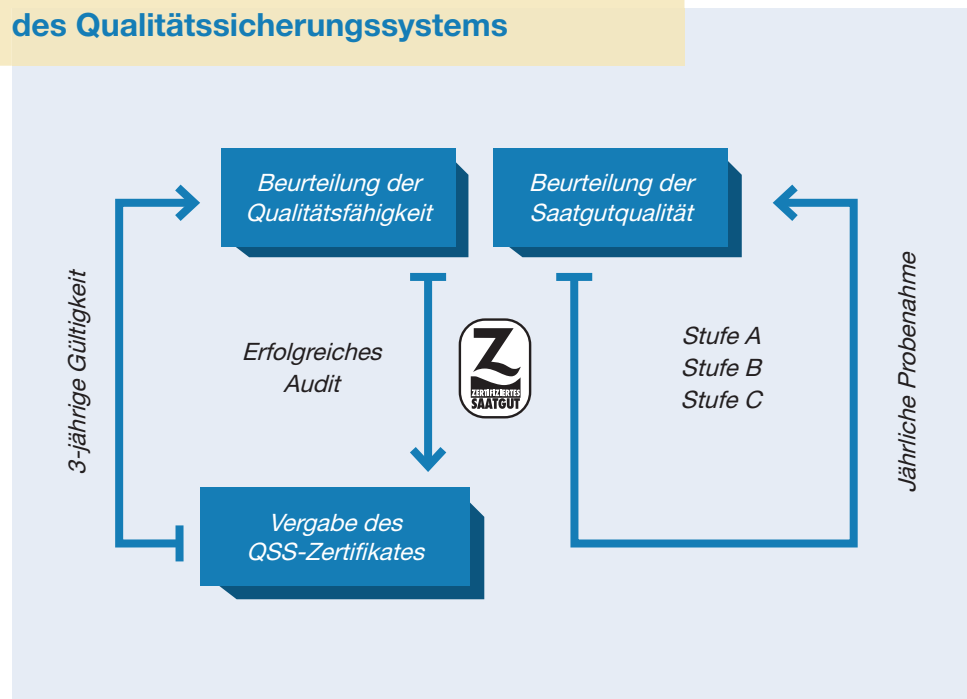 des Qualitätssicherungssystems
Beurteilung der
Qualitätsfähigkeit
Beurteilung der
Saatgutqualität
3-jährige Gültigkeit
Erfolgreiches
Audit
Z
ZERTIFIZIERTES
SAATGUT
Stufe A
Stufe B
Stufe C
Jährliche Probenahme
Vergabe des
QSS-Zertifikates